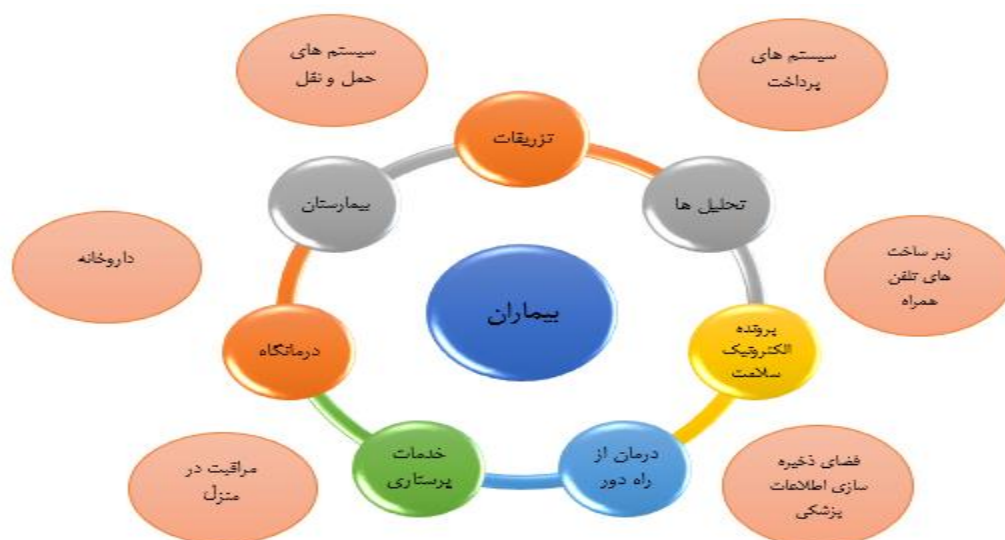 سیستم های
پرداخت
سیستم های
حمل و نقل
تزریقات
تحلیل ها
بیمارستان
زیر ساخت
های تلفن
همراه
داروخانه
بیماران
پرونده
الکترونیک
سلامت
درمانگاه
درمان از
راه دور
خدمات
پرستاری
فضای ذخیره
سازی اطلاعات
پزشکی
مراقبت در
منزل